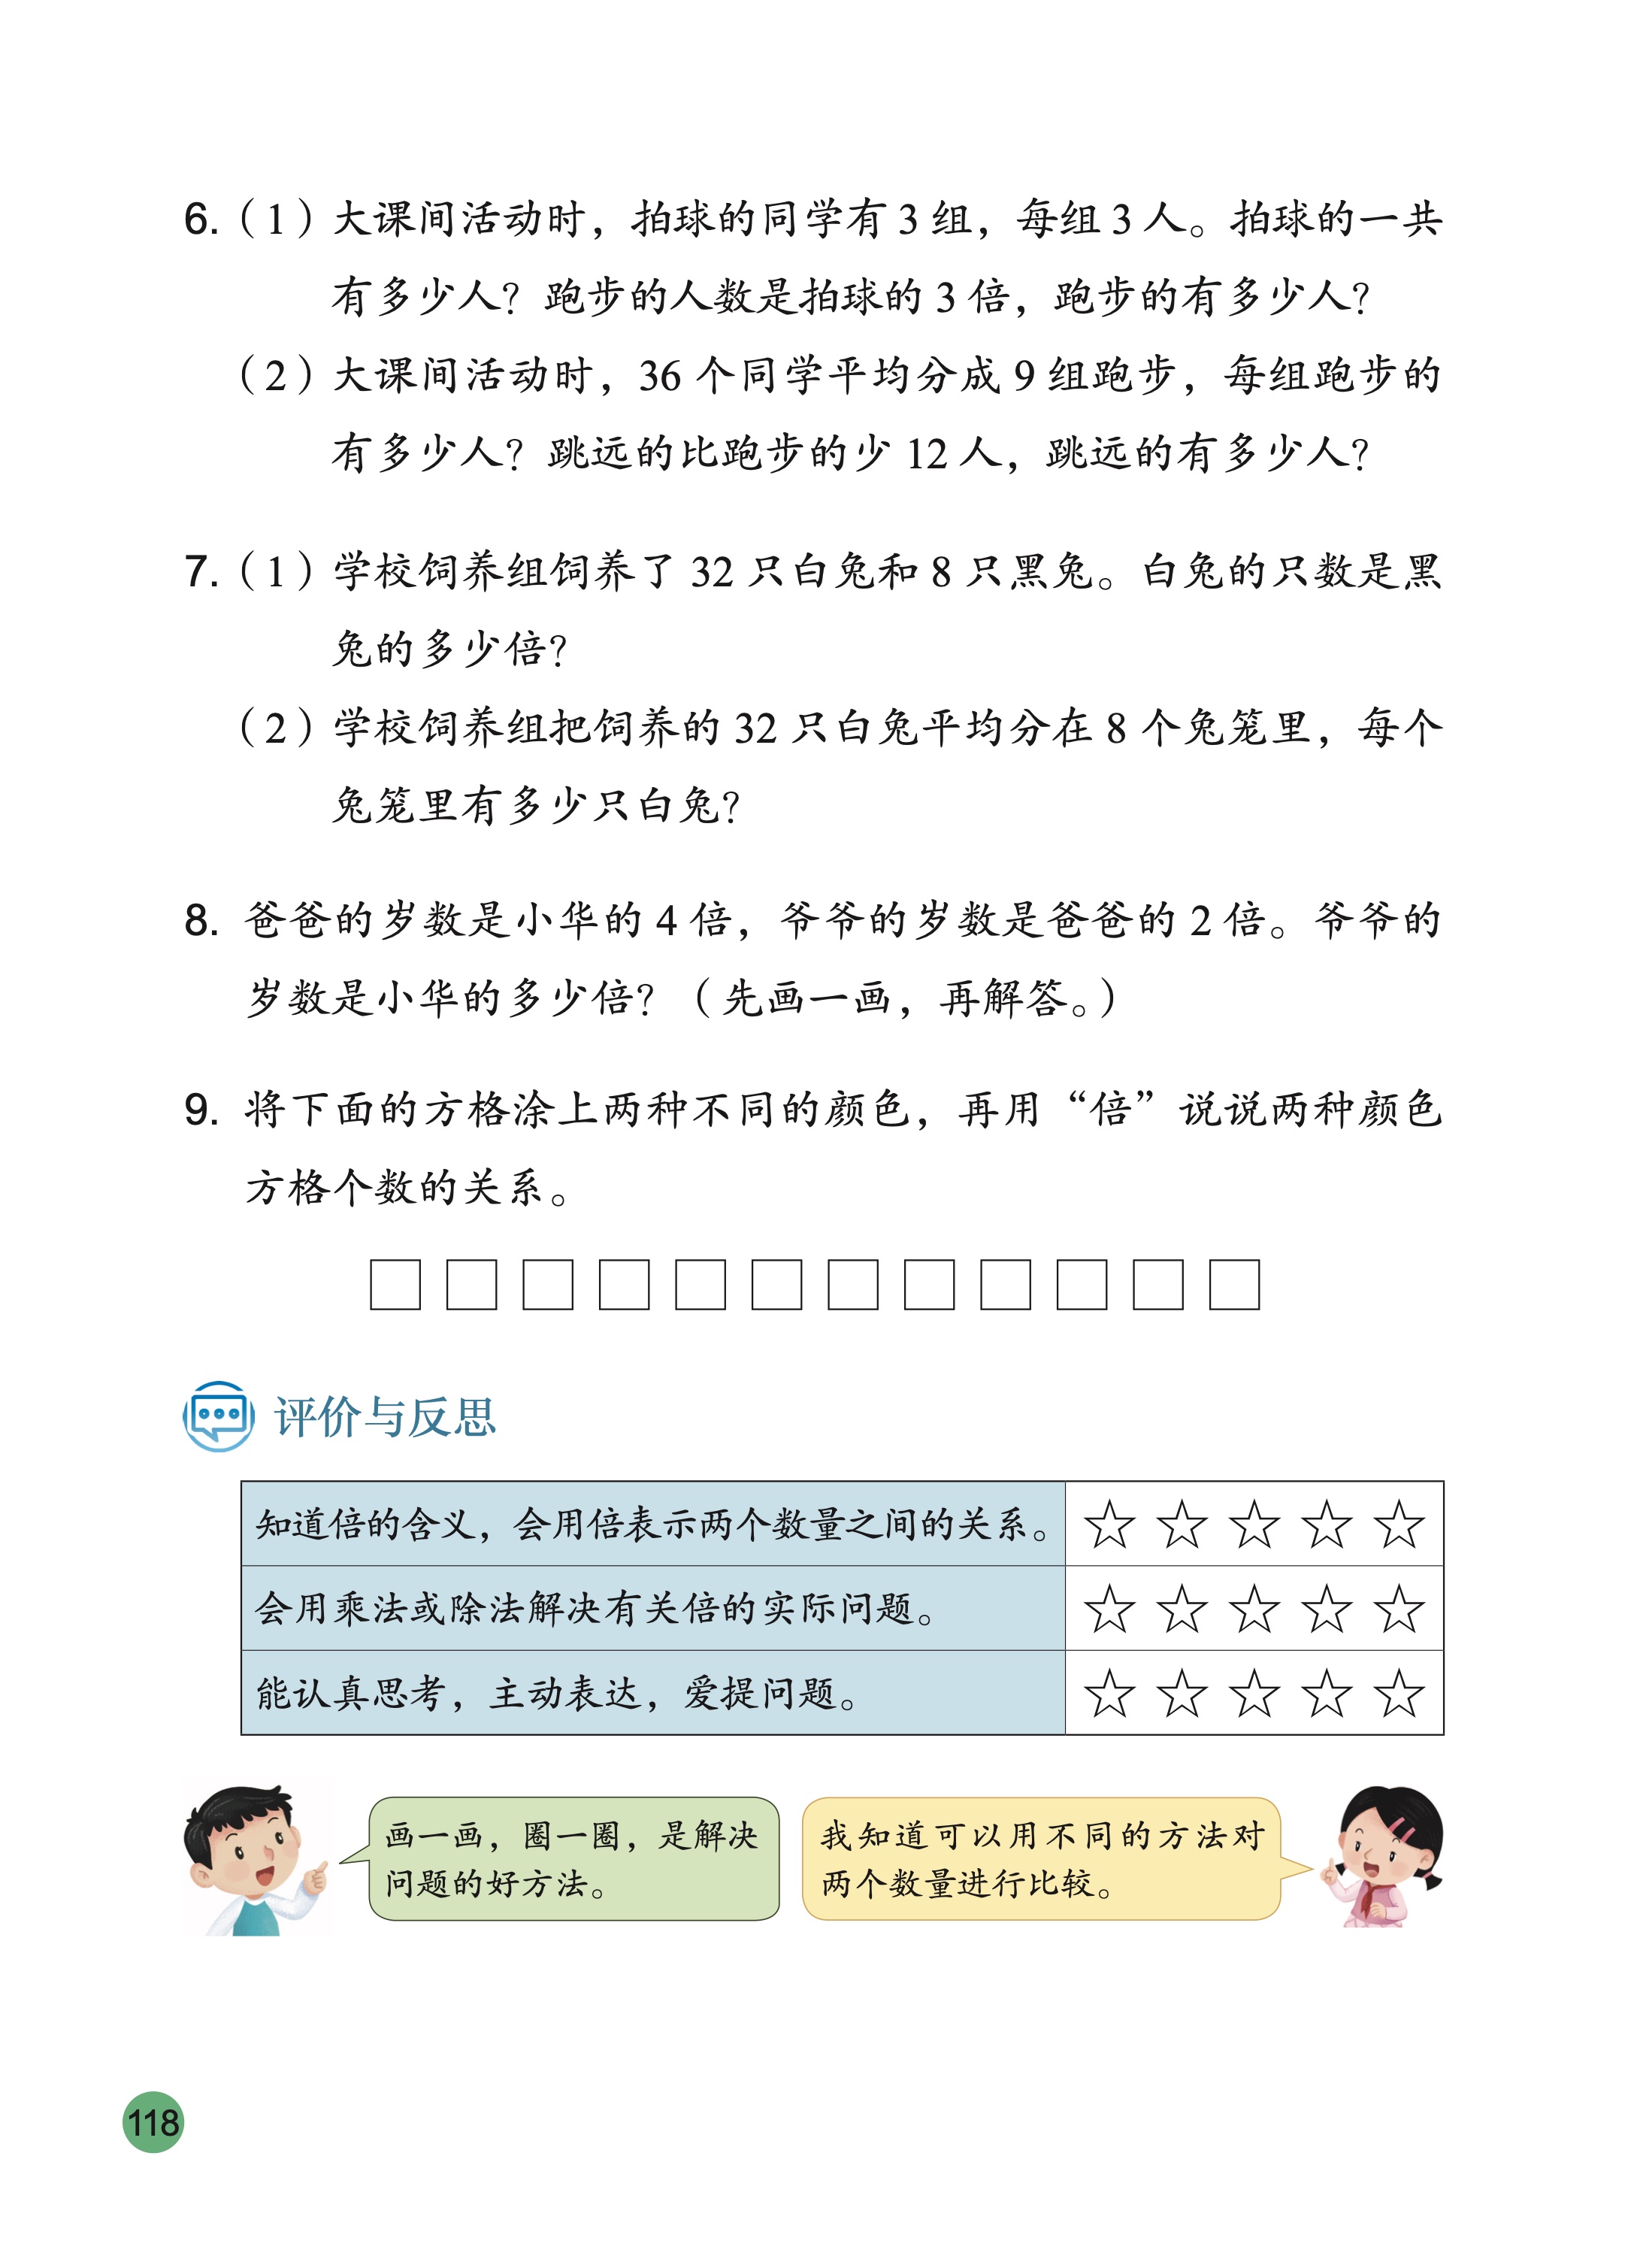 6.（1）大课间活动时，拍球的同学有 3 组，每组 3 人。拍球的一共
有多少人？跑步的人数是拍球的 3 倍，跑步的有多少人？
（2）大课间活动时，36 个同学平均分成 9 组跑步，每组跑步的
有多少人？跳远的比跑步的少 12 人，跳远的有多少人？
7.（1）学校饲养组饲养了 32 只白兔和 8 只黑兔。白兔的只数是黑
兔的多少倍？
（2）学校饲养组把饲养的 32 只白兔平均分在 8 个兔笼里，每个
兔笼里有多少只白兔？
8. 爸爸的岁数是小华的 4 倍，爷爷的岁数是爸爸的 2 倍。爷爷的
岁数是小华的多少倍？（先画一画，再解答。）
9. 将下面的方格涂上两种不同的颜色，再用“倍”说说两种颜色
方格个数的关系。
评价与反思
知道倍的含义，会用倍表示两个数量之间的关系。
会用乘法或除法解决有关倍的实际问题。
能认真思考，主动表达，爱提问题。
画一画，圈一圈，是解决
问题的好方法。
我知道可以用不同的方法对
两个数量进行比较。
118